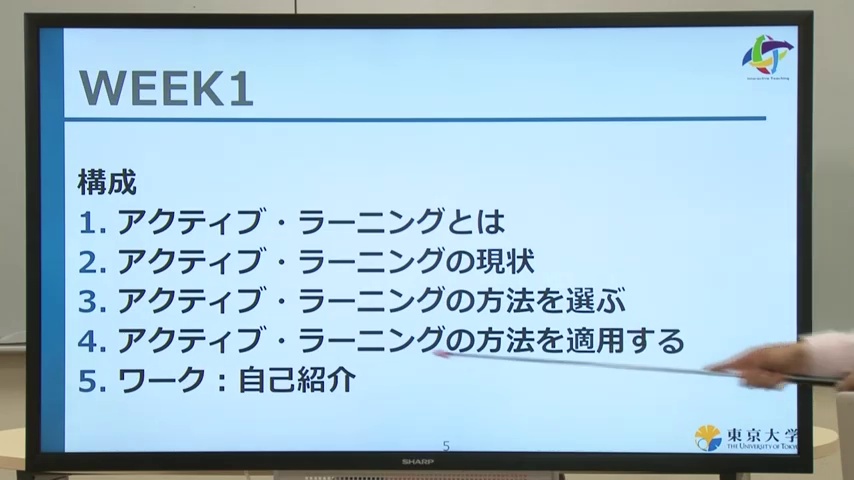 WEEK1
Interactive Teaching
構成
1. アクティブ・ラーニングとは
2. アクティブ・ラーニングの現状
3. アクティブ・ラーニングの方法を選ぶ
4. アクティブ・ラーニングの方法を適用する
5. ワーク：自己紹介
5
東京大学
THE UNIVERSITY OF TOKYO
SHARP